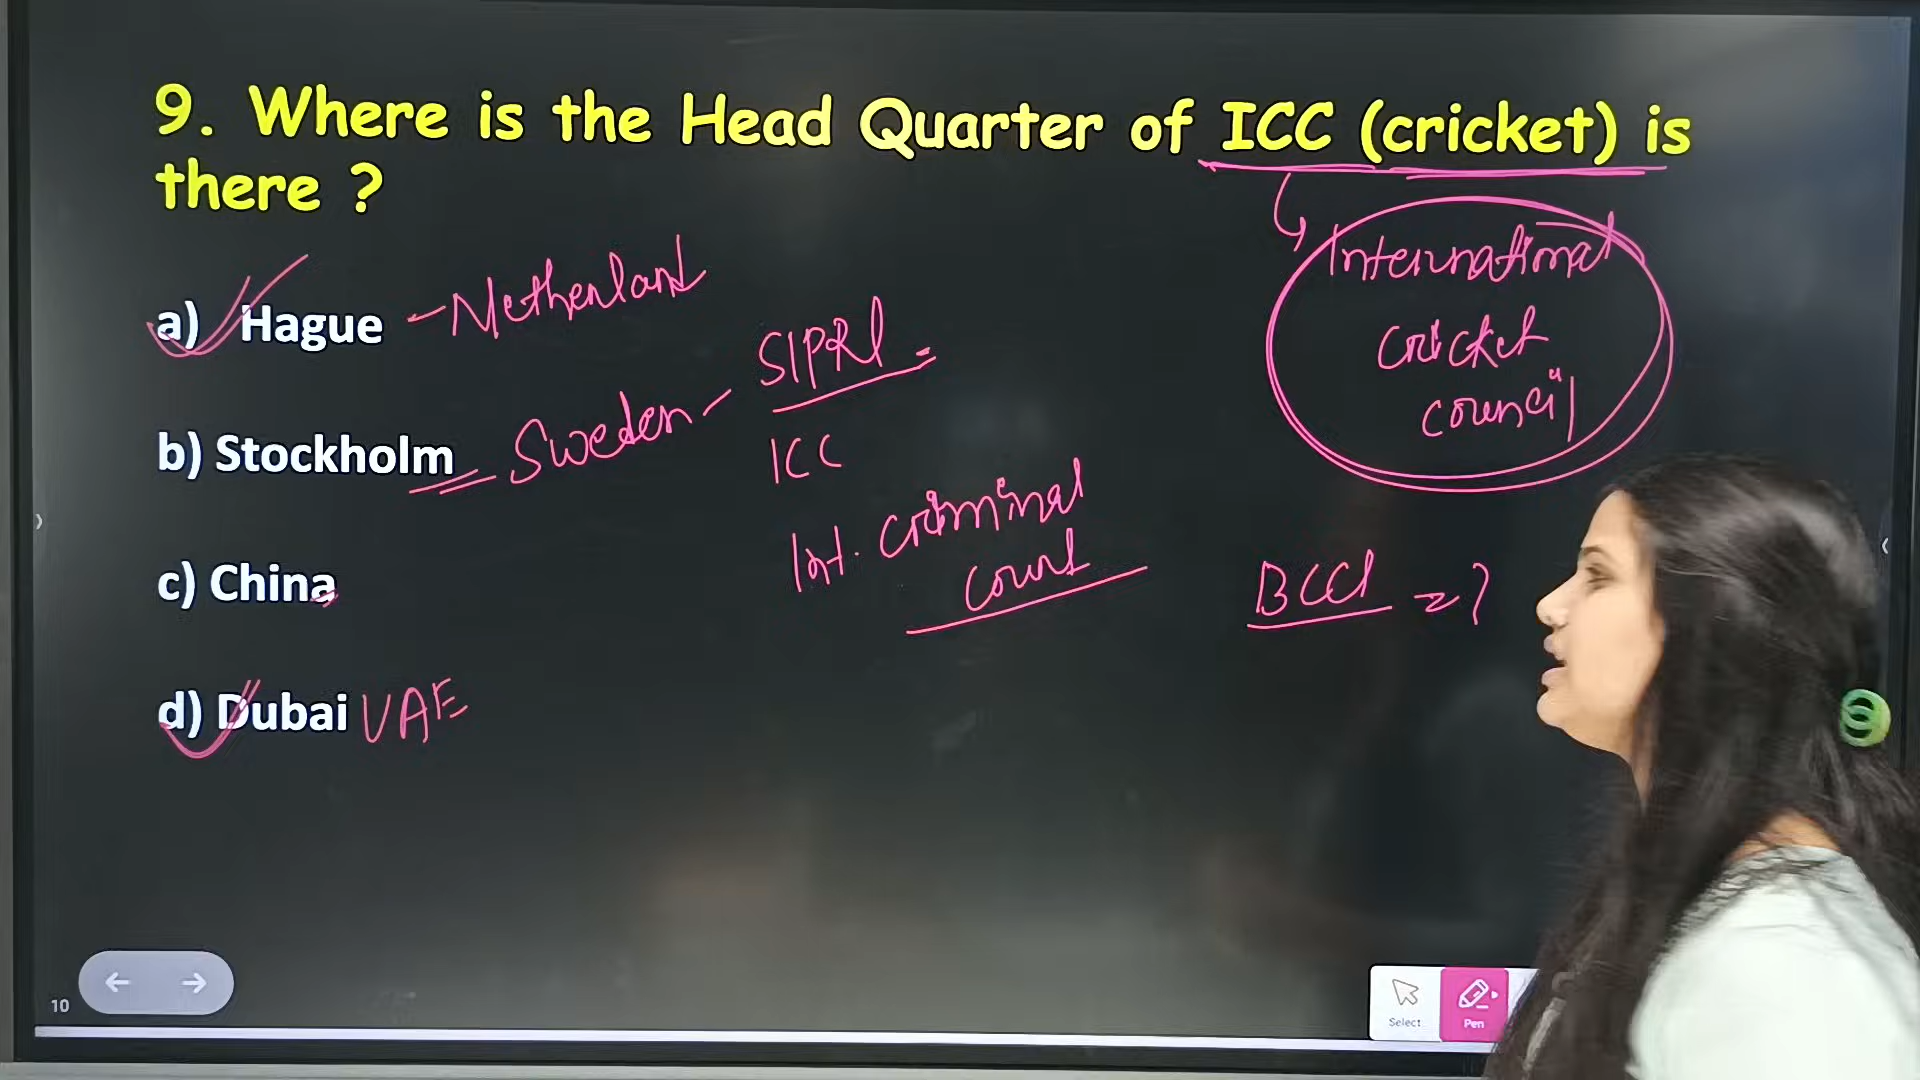 9. Where is the Head Quarter of ICC (cricket) is
there ?
International
cricket
council
a) Hague - Netherland
SIPRI
b) Stockholm = Sweden -
ICC
Int. criminal
court
c) China
BCCI = ?
d) Dubai UAE
10
Select
Pen